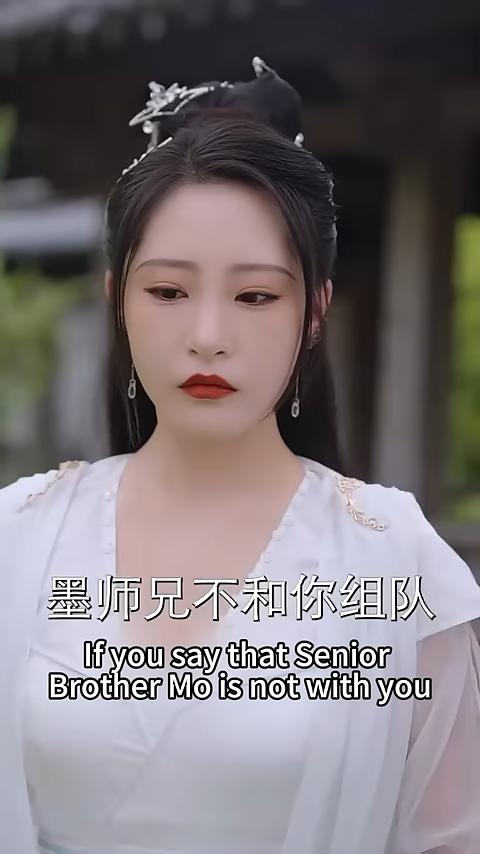 墨师兄不和你组队
If you say that Senior
Brother Mo is not with you